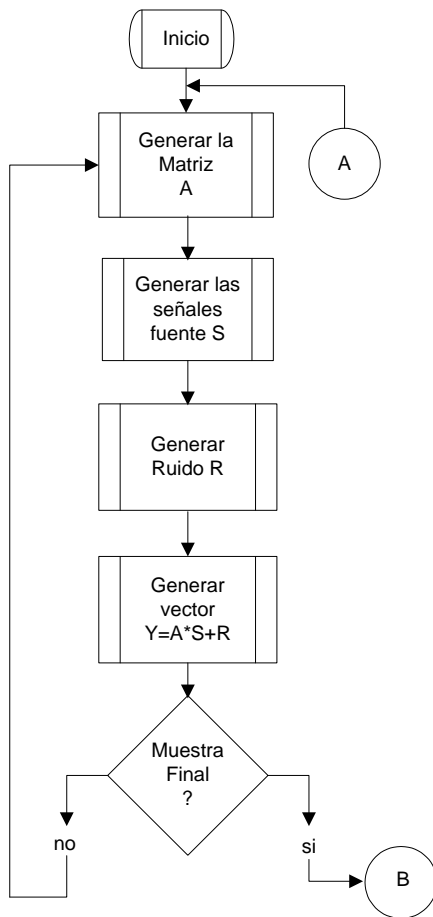 Inicio
A
Generar la
Matriz
A
Generar las
señales
fuente S
Generar
Ruido R
Generar
vector
Y=A*S+R
Muestra
Final
?
no
si
B